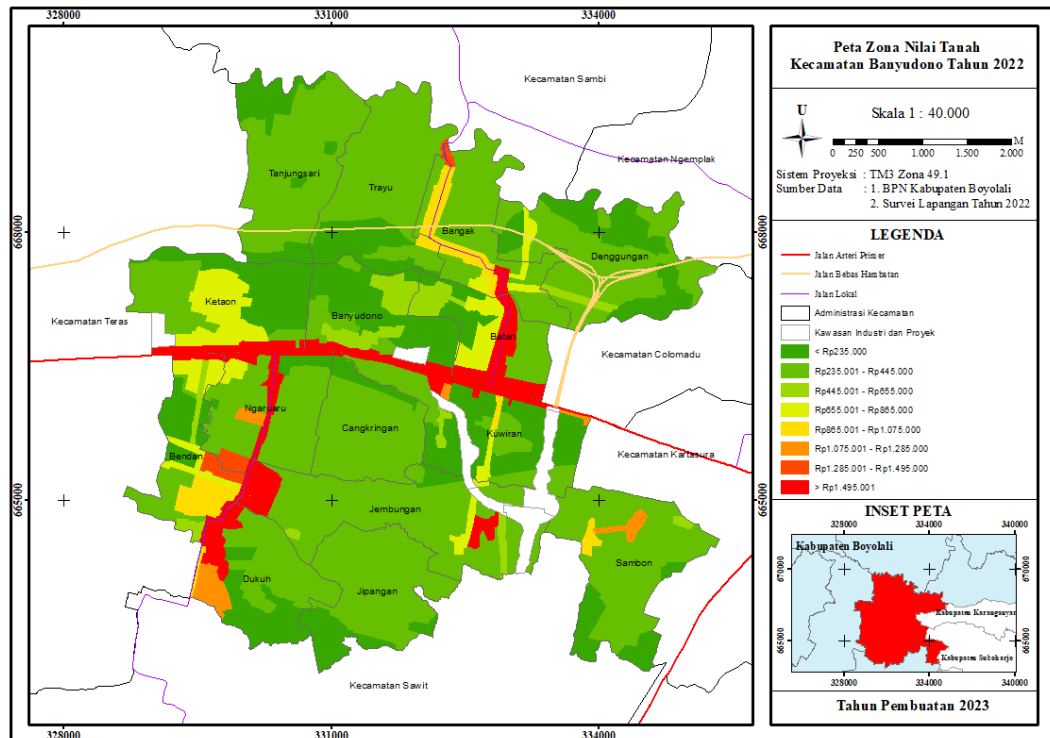 328000
331000
334000
668000
665000
668000
665000
328000
331000
334000
Kecamatan Sambi
Kecamatan Ngemplak
Tanjungsari
Trayu
Bangak
Denggungan
Ketaon
Kecamatan Teras
Banyudono
Batan
Kecamatan Colomadu
Ngaruaru
Cangkringan
Kuwiran
Kecamatan Kartasura
Bendan
Jembungan
Sambon
Dukuh
Jipangan
Kecamatan Sawit
Peta Zona Nilai Tanah
Kecamatan Banyudono Tahun 2022
U
Skala 1 : 40.000
M
0 250 500 1.000 1.500 2.000
Sistem Proyeksi : TM3 Zona 49.1
Sumber Data : 1. BPN Kabupaten Boyolali
2. Survei Lapangan Tahun 2022
LEGENDA
Jalan Arteri Primer
Jalan Bebas Hambatan
Jalan Lokal
Administrasi Kecamatan
Kawasan Industri dan Proyek
< Rp235.000
Rp235.001 - Rp445.000
Rp445.001 - Rp655.000
Rp655.001 - Rp865.000
Rp865.001 - Rp1.075.000
Rp1.075.001 - Rp1.285.000
Rp1.285.001 - Rp1.495.000
> Rp1.495.001
INSET PETA
328000
334000
340000
Kabupaten Boyolali
670000
670000
Kabupaten Karanganyar
665000
665000
Kabupaten Sukoharjo
328000
334000
340000
Tahun Pembuatan 2023